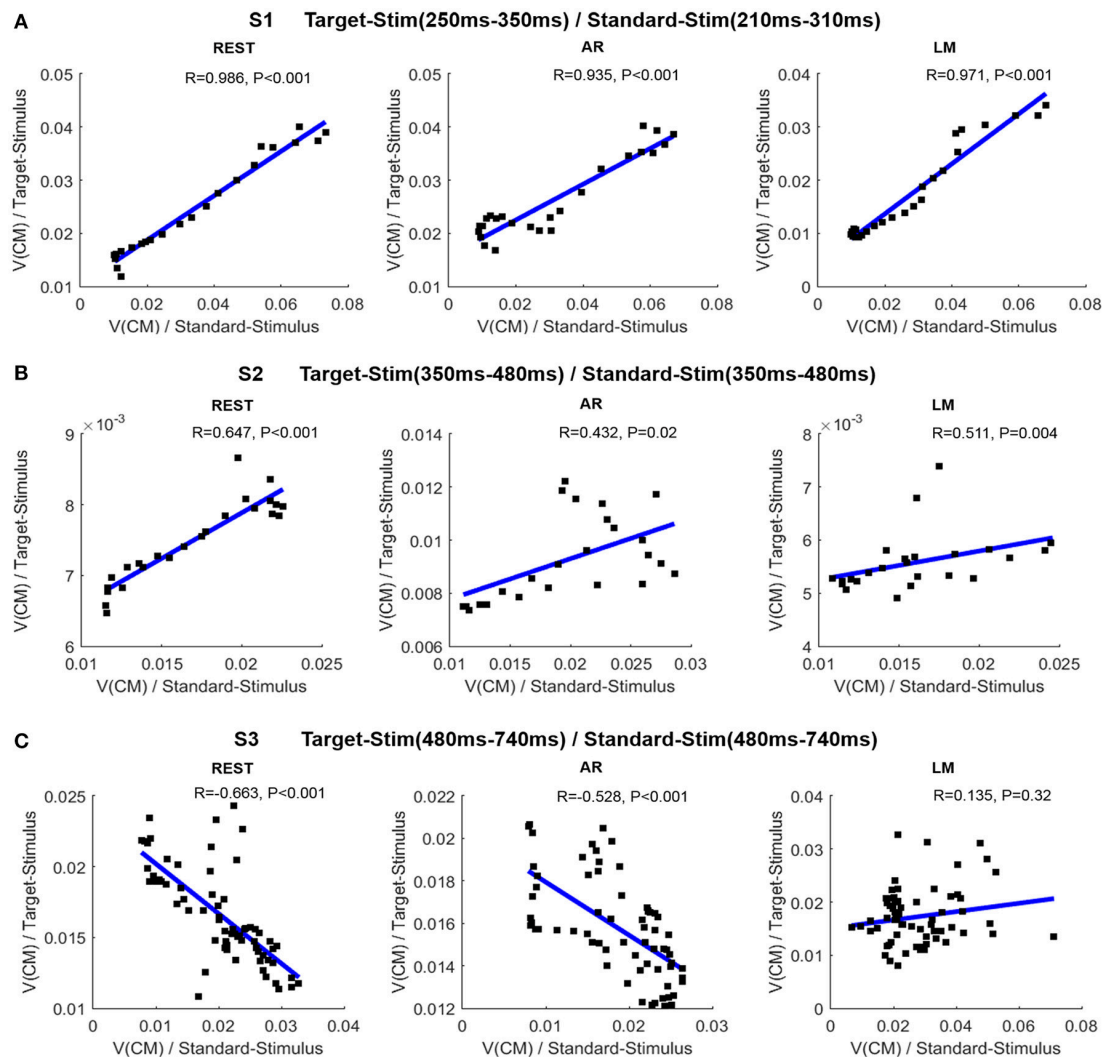 A
S1 Target-Stim(250ms-350ms) / Standard-Stim(210ms-310ms)
REST
R=0.986, P<0.001
V(CM) / Target-Stimulus
0.05
0.04
0.03
0.02
0.01
0 0.02 0.04 0.06 0.08
V(CM) / Standard-Stimulus
AR
R=0.935, P<0.001
V(CM) / Target-Stimulus
0.05
0.04
0.03
0.02
0.01
0 0.02 0.04 0.06 0.08
V(CM) / Standard-Stimulus
LM
R=0.971, P<0.001
V(CM) / Target-Stimulus
0.04
0.03
0.02
0.01
0
0 0.02 0.04 0.06 0.08
V(CM) / Standard-Stimulus
B
S2 Target-Stim(350ms-480ms) / Standard-Stim(350ms-480ms)
REST
R=0.647, P<0.001
× 10⁻³
V(CM) / Target-Stimulus
9
8
7
6
0.01 0.015 0.02 0.025
V(CM) / Standard-Stimulus
AR
R=0.432, P=0.02
V(CM) / Target-Stimulus
0.014
0.012
0.01
0.008
0.006
0.01 0.015 0.02 0.025 0.03
V(CM) / Standard-Stimulus
LM
R=0.511, P=0.004
× 10⁻³
V(CM) / Target-Stimulus
8
7
6
5
4
0.01 0.015 0.02 0.025
V(CM) / Standard-Stimulus
C
S3 Target-Stim(480ms-740ms) / Standard-Stim(480ms-740ms)
REST
R=-0.663, P<0.001
V(CM) / Target-Stimulus
0.025
0.02
0.015
0.01
0 0.01 0.02 0.03 0.04
V(CM) / Standard-Stimulus
AR
R=-0.528, P<0.001
V(CM) / Target-Stimulus
0.022
0.02
0.018
0.016
0.014
0.012
0 0.01 0.02 0.03
V(CM) / Standard-Stimulus
LM
R=0.135, P=0.32
V(CM) / Target-Stimulus
0.04
0.03
0.02
0.01
0
0 0.02 0.04 0.06 0.08
V(CM) / Standard-Stimulus